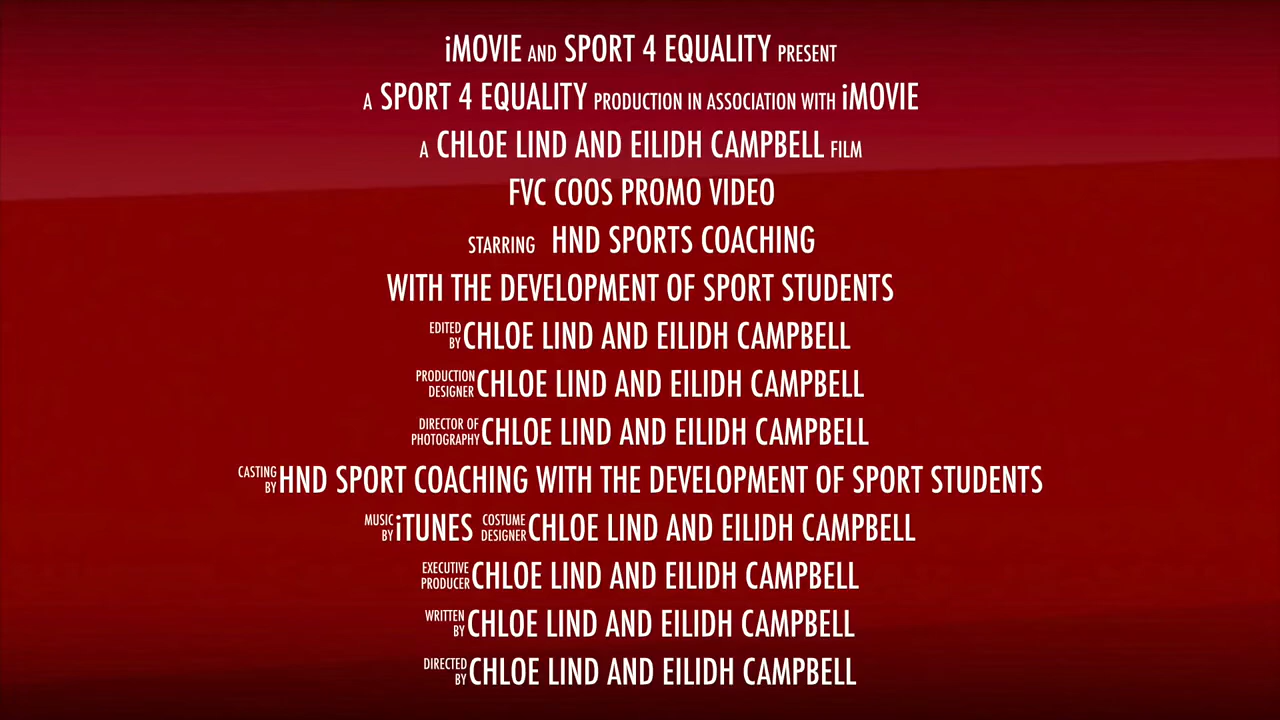 iMOVIE AND SPORT 4 EQUALITY PRESENT
A SPORT 4 EQUALITY PRODUCTION IN ASSOCIATION WITH iMOVIE
A CHLOE LIND AND EILIDH CAMPBELL FILM
FVC COOS PROMO VIDEO
STARRING HND SPORTS COACHING
WITH THE DEVELOPMENT OF SPORT STUDENTS
EDITED BY CHLOE LIND AND EILIDH CAMPBELL
PRODUCTION DESIGNER CHLOE LIND AND EILIDH CAMPBELL
DIRECTOR OF PHOTOGRAPHY CHLOE LIND AND EILIDH CAMPBELL
CASTING BY HND SPORT COACHING WITH THE DEVELOPMENT OF SPORT STUDENTS
MUSIC BY iTUNES COSTUME DESIGNER CHLOE LIND AND EILIDH CAMPBELL
EXECUTIVE PRODUCER CHLOE LIND AND EILIDH CAMPBELL
WRITTEN BY CHLOE LIND AND EILIDH CAMPBELL
DIRECTED BY CHLOE LIND AND EILIDH CAMPBELL